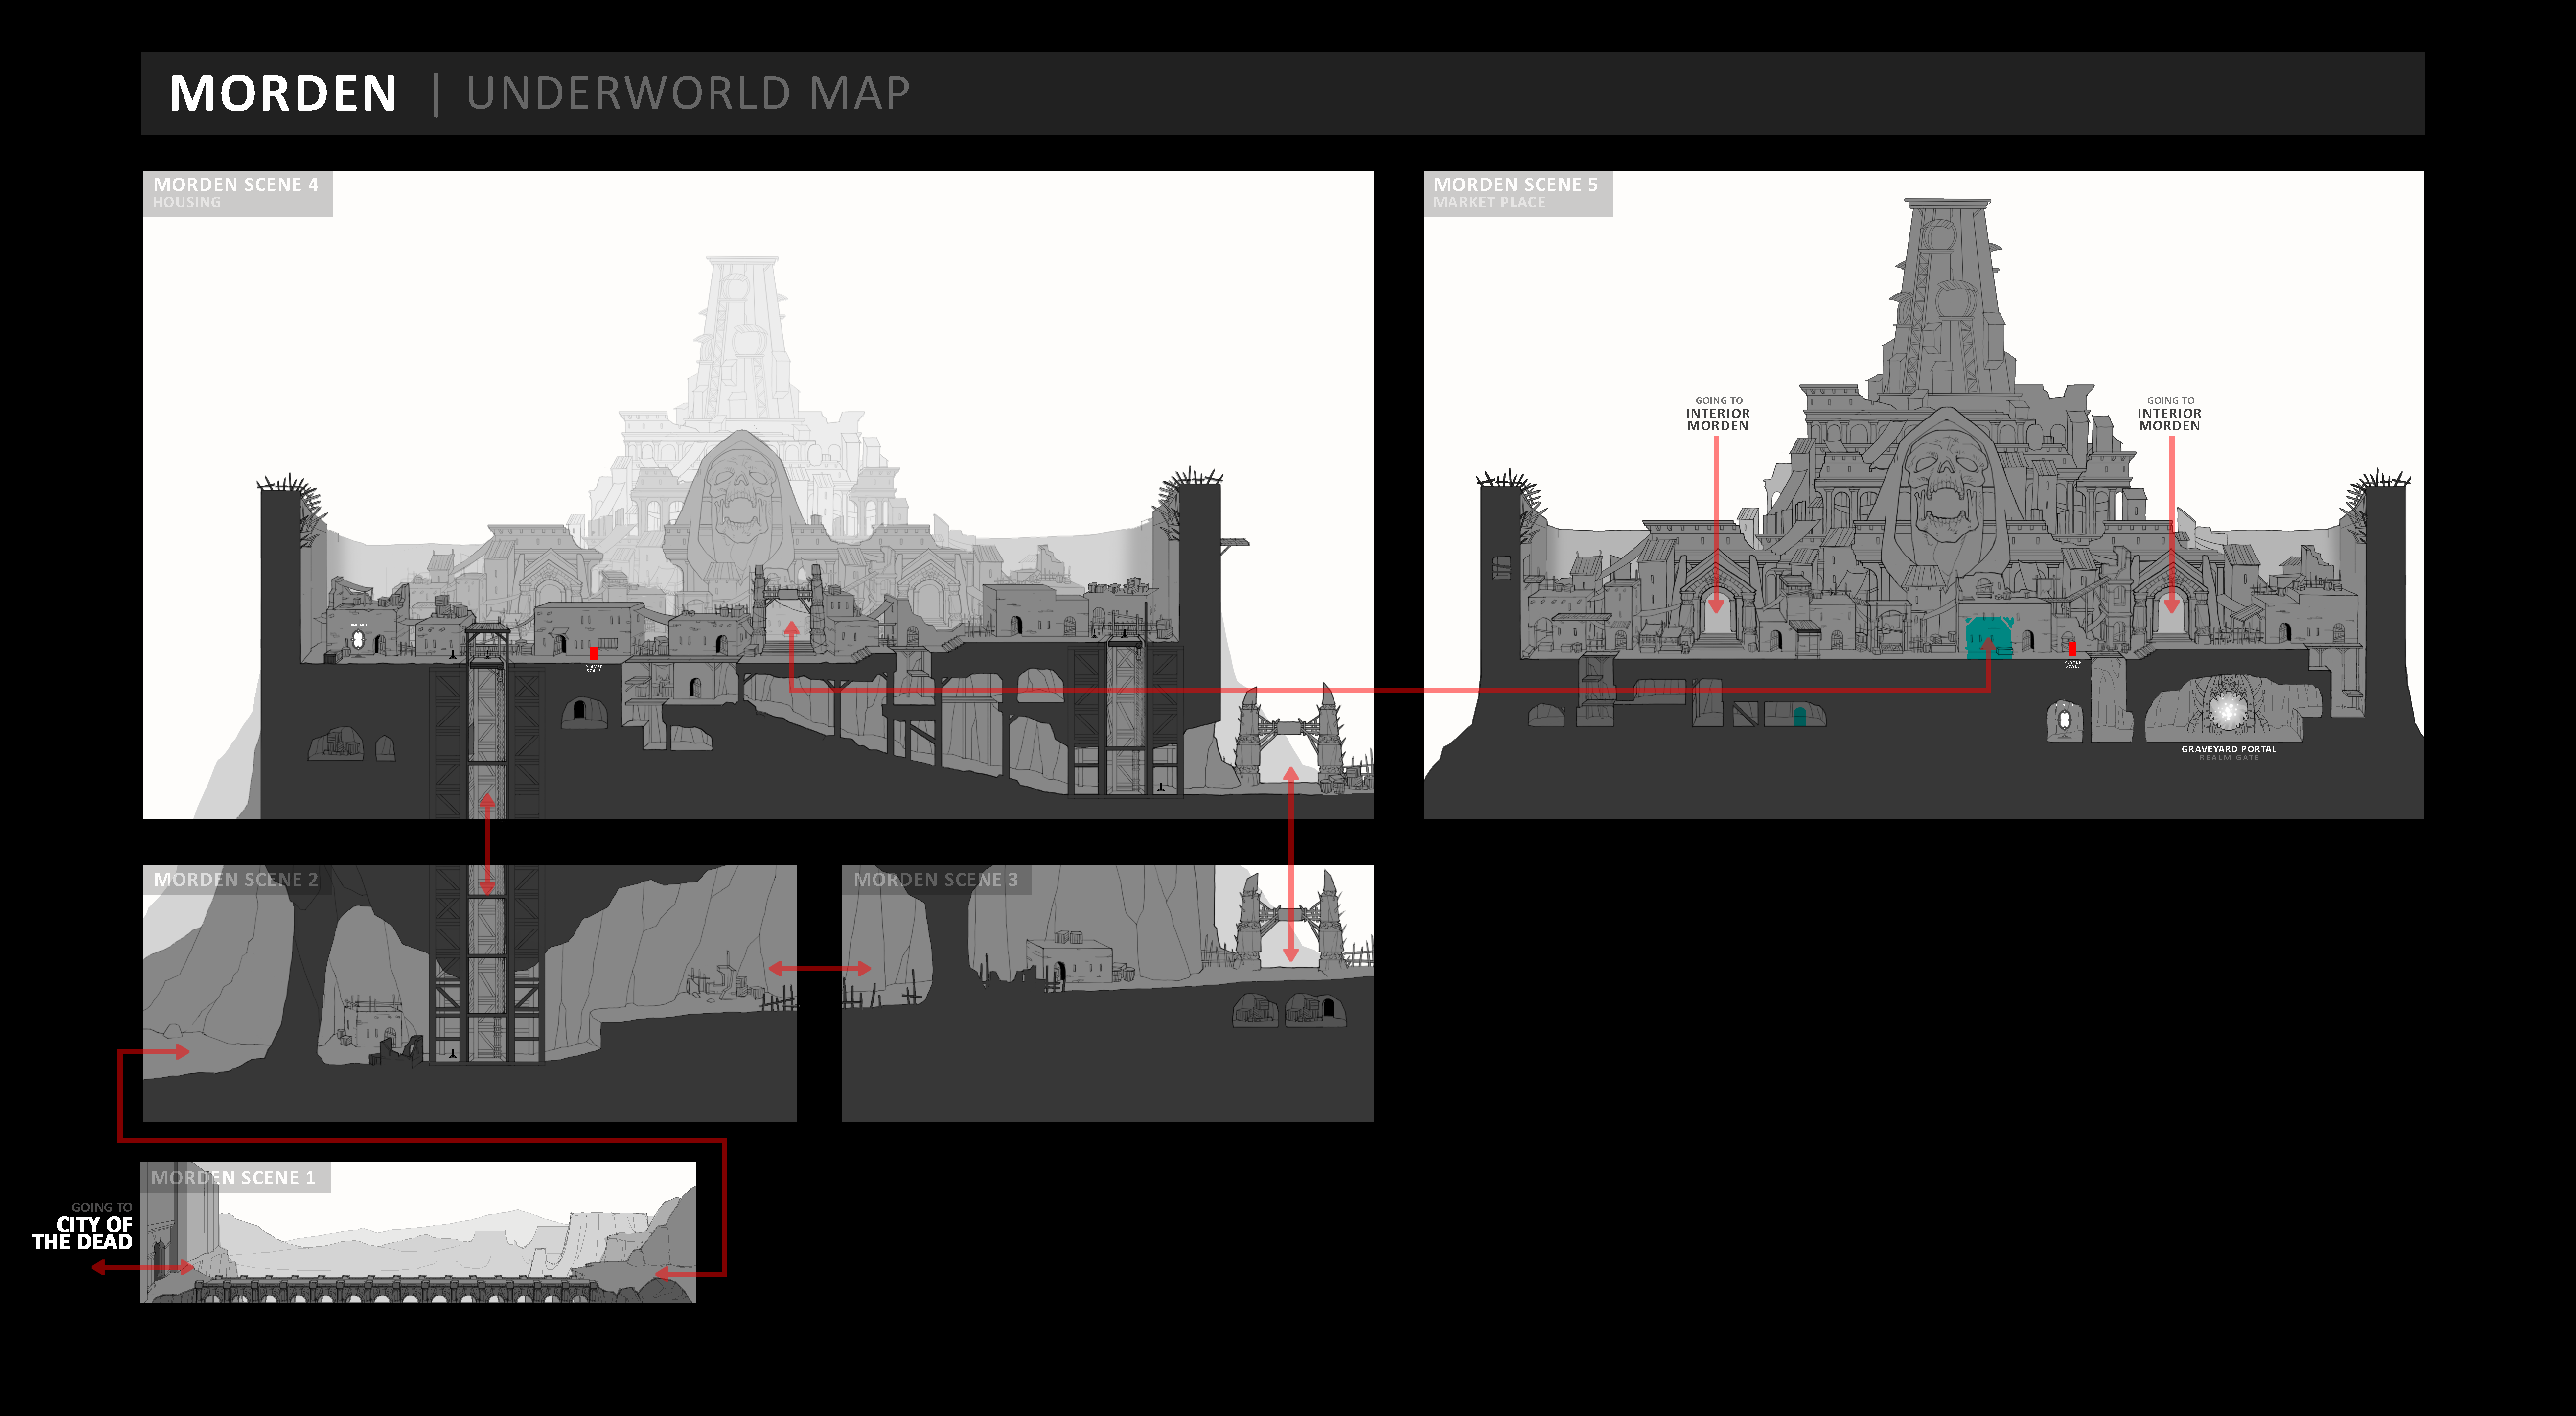 MORDEN | UNDERWORLD MAP
MORDEN SCENE 4
HOUSING
MORDEN SCENE 5
MARKET PLACE
GOING TO
INTERIOR
MORDEN
GOING TO
INTERIOR
MORDEN
PLAYER
SCALE
PLAYER
SCALE
GRAVEYARD PORTAL
REALM GATE
MORDEN SCENE 2
MORDEN SCENE 3
MORDEN SCENE 1
GOING TO
CITY OF
THE DEAD